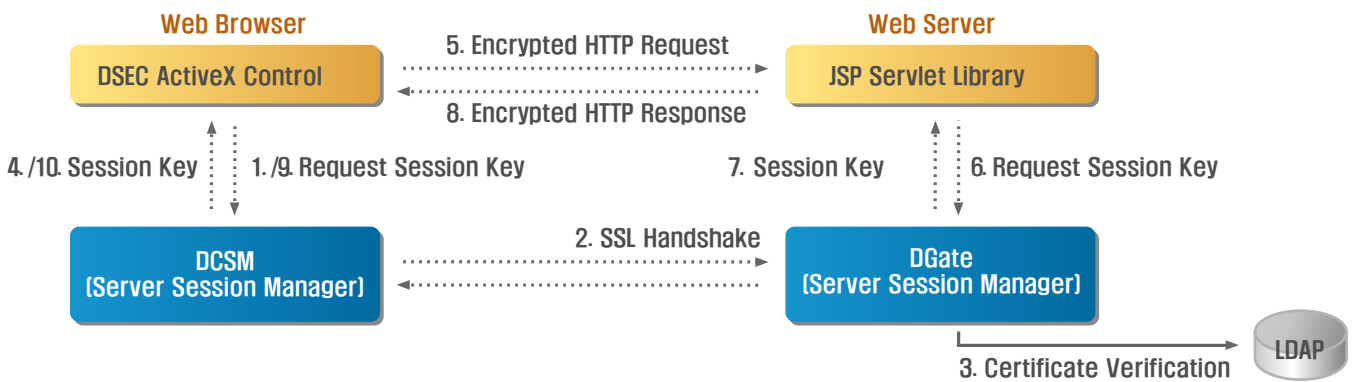 Web Browser
Web Server
5. Encrypted HTTP Request
DSEC ActiveX Control
JSP Servlet Library
8. Encrypted HTTP Response
4. /10. Session Key
1. /9. Request Session Key
7. Session Key
6. Request Session Key
2. SSL Handshake
DCSM
(Server Session Manager)
DGate
(Server Session Manager)
LDAP
3. Certificate Verification